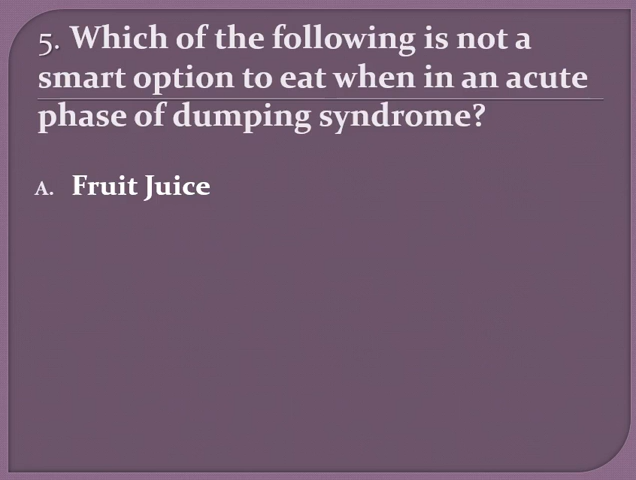 5. Which of the following is not a
smart option to eat when in an acute
phase of dumping syndrome?
A. Fruit Juice